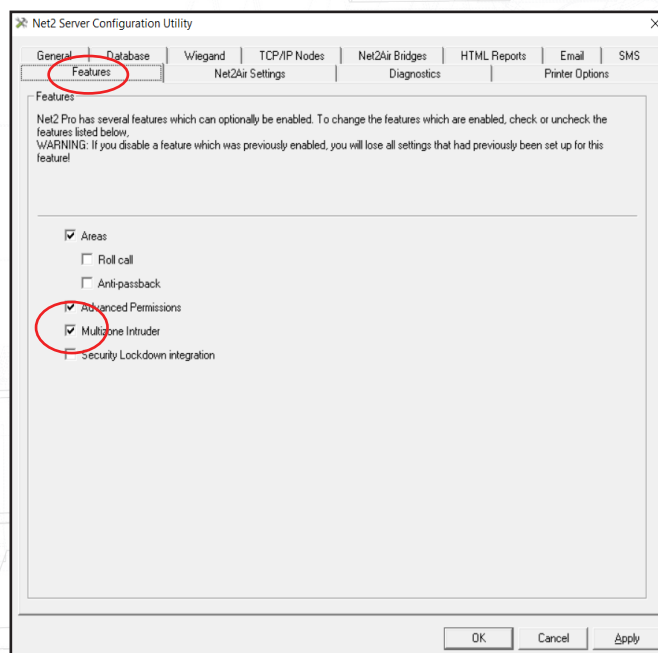 Net2 Server Configuration Utility
General Database Wiegand TCP/IP Nodes Net2Air Bridges HTML Reports Email SMS
Features Net2Air Settings Diagnostics Printer Options
Features
Net2 Pro has several features which can optionally be enabled. To change the features which are enabled, check or uncheck the
features listed below,
WARNING: If you disable a feature which was previously enabled, you will lose all settings that had previously been set up for this
feature!
Areas
Roll call
Anti-passback
Advanced Permissions
Multizone Intruder
Security Lockdown integration
OK Cancel Apply